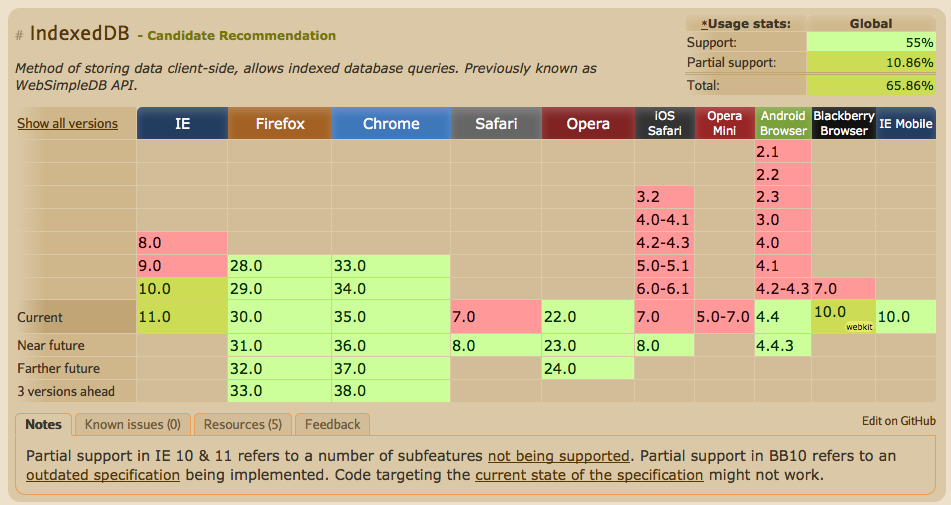 # IndexedDB - Candidate Recommendation
*Usage stats: Global
Support: 55%
Partial support: 10.86%
Total: 65.86%
Method of storing data client-side, allows indexed database queries. Previously known as
WebSimpleDB API.
Show all versions IE Firefox Chrome Safari Opera iOS Safari Opera Mini Android Browser Blackberry Browser IE Mobile
2.1
2.2
3.2 2.3
4.0-4.1 3.0
8.0 4.2-4.3 4.0
9.0 28.0 33.0 5.0-5.1 4.1
10.0 29.0 34.0 6.0-6.1 4.2-4.3 7.0
Current 11.0 30.0 35.0 7.0 22.0 7.0 5.0-7.0 4.4 10.0 webkit 10.0
Near future 31.0 36.0 8.0 23.0 8.0 4.4.3
Farther future 32.0 37.0 24.0
3 versions ahead 33.0 38.0
Notes Known issues (0) Resources (5) Feedback Edit on GitHub
Partial support in IE 10 & 11 refers to a number of subfeatures not being supported. Partial support in BB10 refers to an
outdated specification being implemented. Code targeting the current state of the specification might not work.